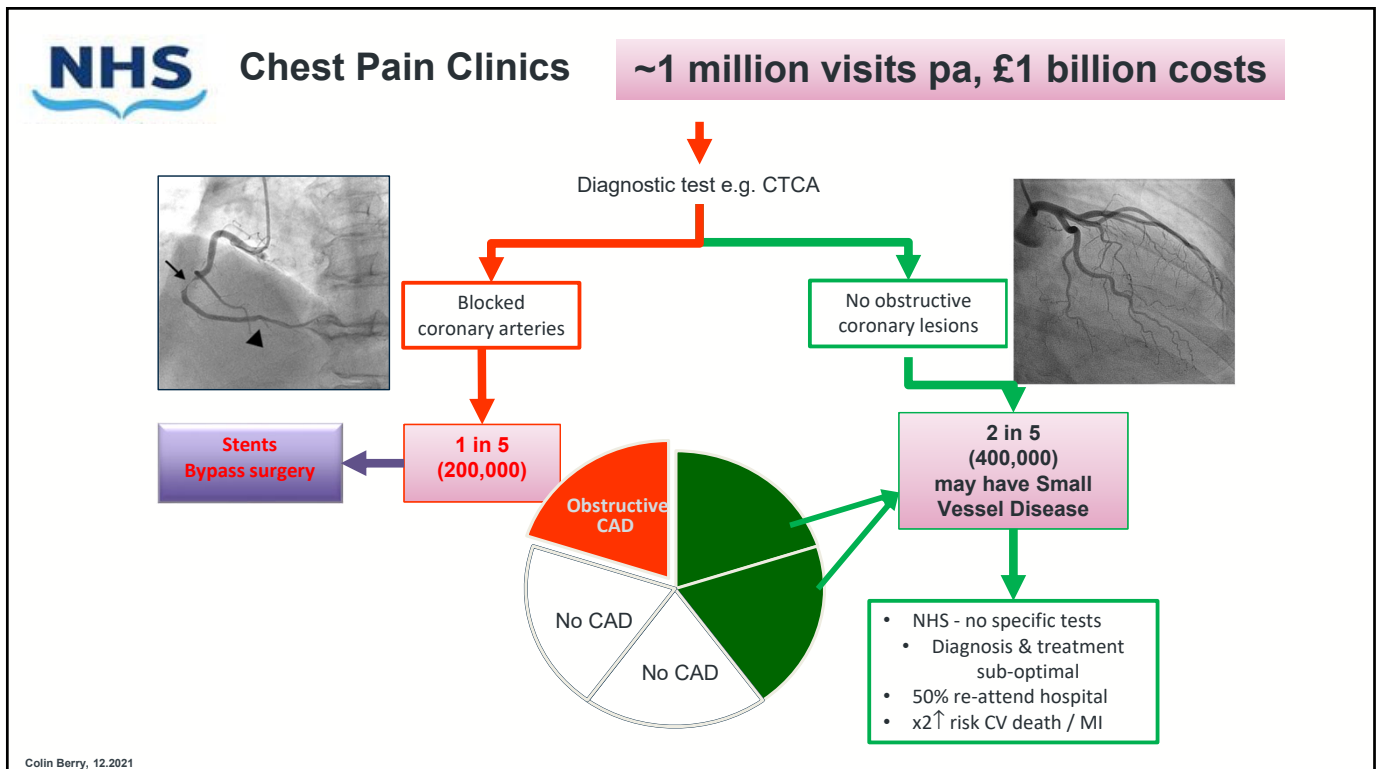 NHS
Chest Pain Clinics
~1 million visits pa, £1 billion costs
Diagnostic test e.g. CTCA
Blocked
coronary arteries
No obstructive
coronary lesions
Stents
Bypass surgery
1 in 5
(200,000)
2 in 5
(400,000)
may have Small
Vessel Disease
Obstructive
CAD
No CAD
No CAD
• NHS - no specific tests
• Diagnosis & treatment
sub-optimal
• 50% re-attend hospital
• x2↑ risk CV death / MI
Colin Berry, 12.2021